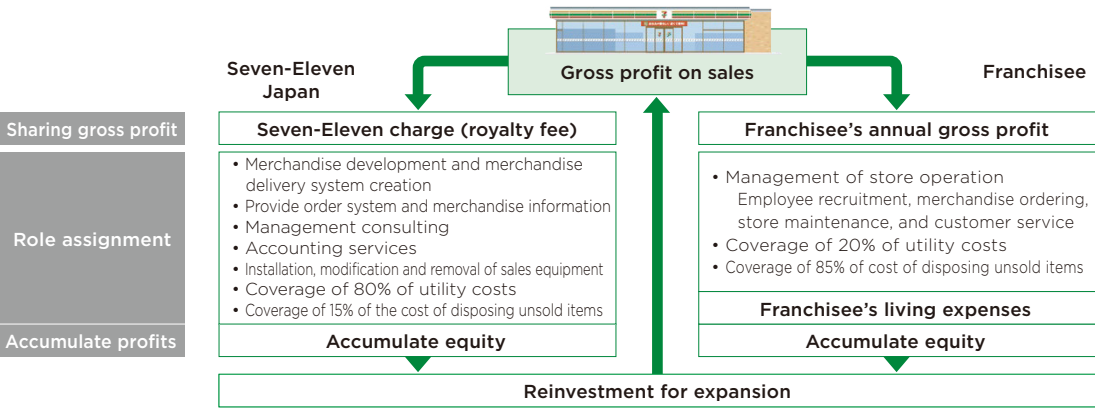 Gross profit on sales
Seven-Eleven
Japan
Franchisee
Sharing gross profit
Seven-Eleven charge (royalty fee)
Franchisee's annual gross profit
Role assignment
• Merchandise development and merchandise
delivery system creation
• Provide order system and merchandise information
• Management consulting
• Accounting services
• Installation, modification and removal of sales equipment
• Coverage of 80% of utility costs
• Coverage of 15% of the cost of disposing unsold items
• Management of store operation
Employee recruitment, merchandise ordering,
store maintenance, and customer service
• Coverage of 20% of utility costs
• Coverage of 85% of cost of disposing unsold items
Franchisee's living expenses
Accumulate profits
Accumulate equity
Accumulate equity
Reinvestment for expansion